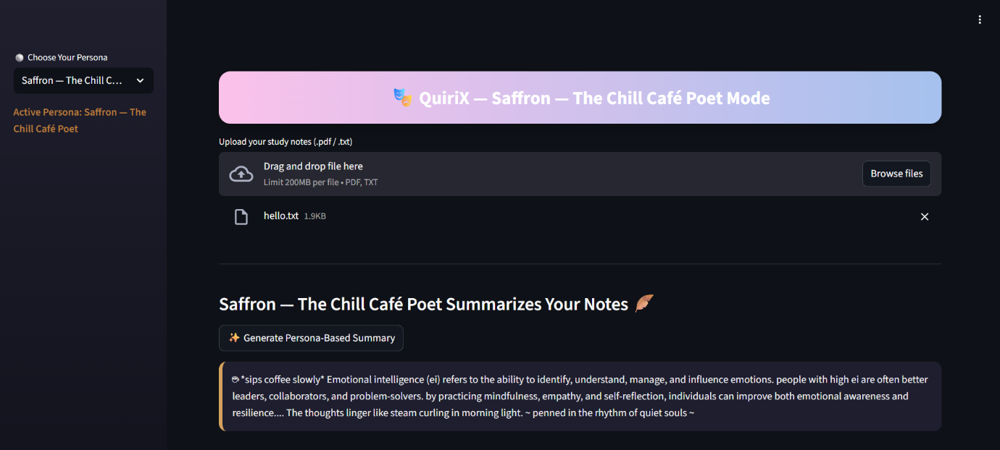 Choose Your Persona
Saffron — The Chill C...
Active Persona: Saffron — The
Chill Café Poet
QuiriX — Saffron — The Chill Café Poet Mode
Upload your study notes (.pdf / .txt)
Drag and drop file here
Limit 200MB per file • PDF, TXT
Browse files
hello.txt 1.9KB
Saffron — The Chill Café Poet Summarizes Your Notes
✨ Generate Persona-Based Summary
☕ *sips coffee slowly* Emotional intelligence (ei) refers to the ability to identify, understand, manage, and influence emotions. people with high ei are often better
leaders, collaborators, and problem-solvers. by practicing mindfulness, empathy, and self-reflection, individuals can improve both emotional awareness and
resilience.... The thoughts linger like steam curling in morning light. ~ penned in the rhythm of quiet souls ~